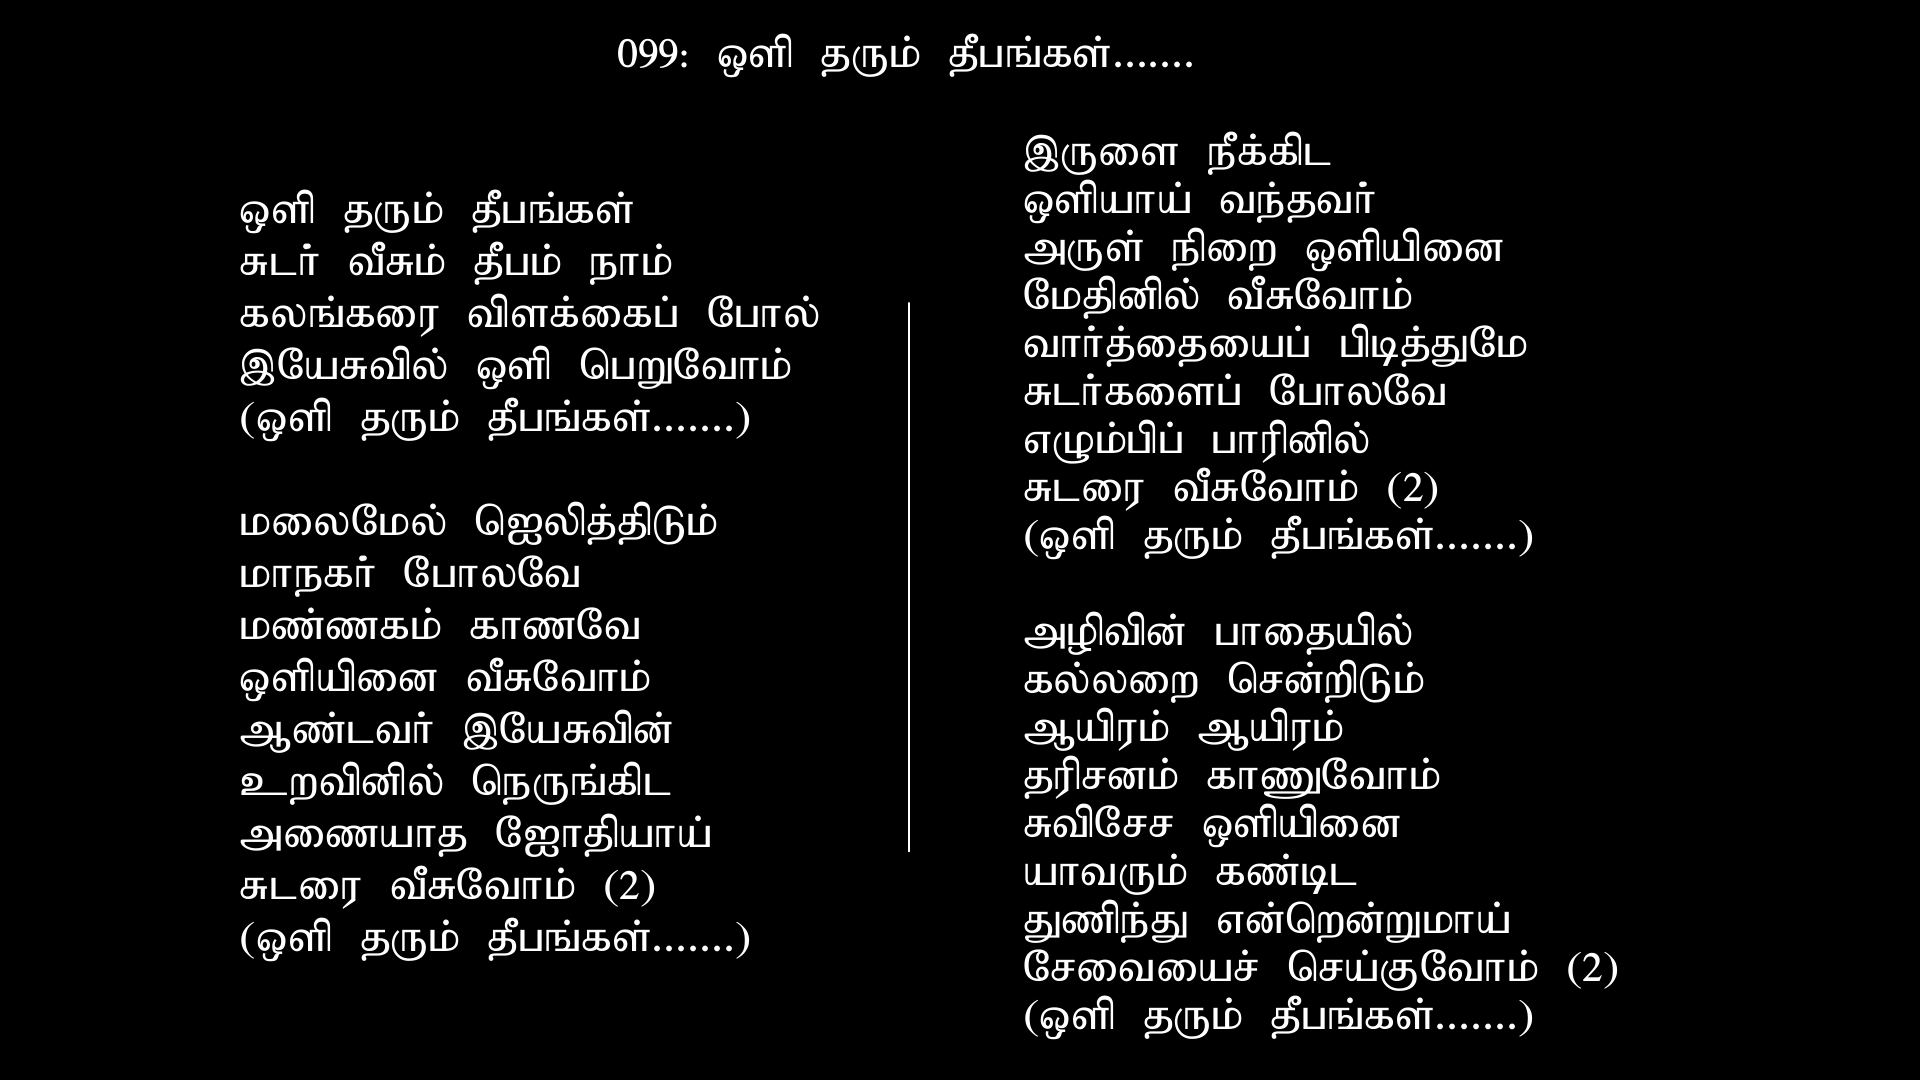 099: ஒளி தரும் தீபங்கள்.......
ஒளி தரும் தீபங்கள்
சுடர் வீசும் தீபம் நாம்
கலங்கரை விளக்கைப் போல்
இயேசுவில் ஒளி பெறுவோம்
(ஒளி தரும் தீபங்கள்.......)
மலைமேல் ஜொலித்திடும்
மாநகர் போலவே
மண்ணகம் காணவே
ஒளியினை வீசுவோம்
ஆண்டவர் இயேசுவின்
உறவினில் நெருங்கிட
அணையாத ஜோதியாய்
சுடரை வீசுவோம் (2)
(ஒளி தரும் தீபங்கள்.......)
இருளை நீக்கிட
ஒளியாய் வந்தவர்
அருள் நிறை ஒளியினை
மேதினில் வீசுவோம்
வார்த்தையைப் பிடித்துமே
சுடர்களைப் போலவே
எழும்பிப் பாரினில்
சுடரை வீசுவோம் (2)
(ஒளி தரும் தீபங்கள்.......)
அழிவின் பாதையில்
கல்லறை சென்றிடும்
ஆயிரம் ஆயிரம்
தரிசனம் காணுவோம்
சுவிசேச ஒளியினை
யாவரும் கண்டிட
துணிந்து என்றென்றுமாய்
சேவையைச் செய்குவோம் (2)
(ஒளி தரும் தீபங்கள்.......)